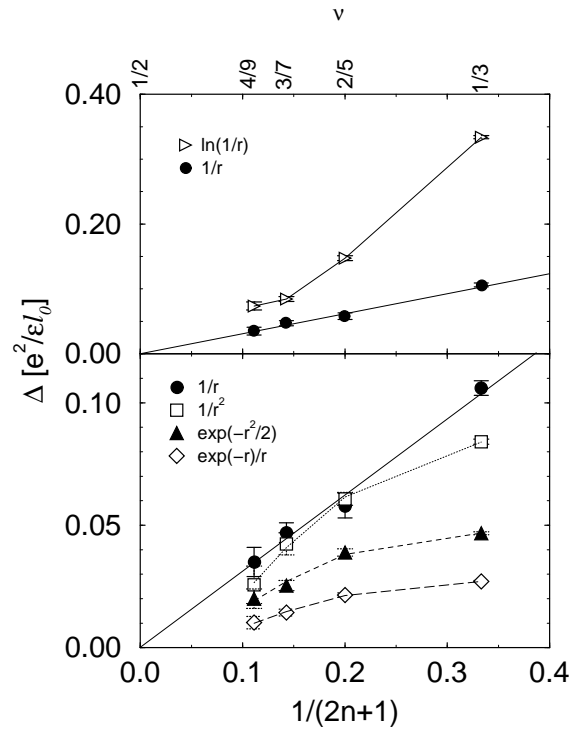 ν
1/2 4/9 3/7 2/5 1/3
0.40
ln(1/r)
1/r
0.20
0.00
Δ [e²/εl₀]
1/r
0.10
1/r²
exp(−r²/2)
exp(−r)/r
0.05
0.00
0.0 0.1 0.2 0.3 0.4
1/(2n+1)